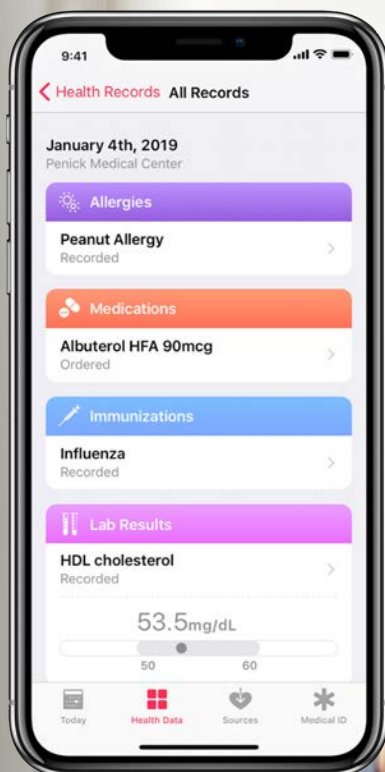 9:41
Health Records All Records
January 4th, 2019
Penick Medical Center
Allergies
Peanut Allergy
Recorded
Medications
Albuterol HFA 90mcg
Ordered
Immunizations
Influenza
Recorded
Lab Results
HDL cholesterol
Recorded
53.5mg/dL
50 60
Today Health Data Sources Medical ID